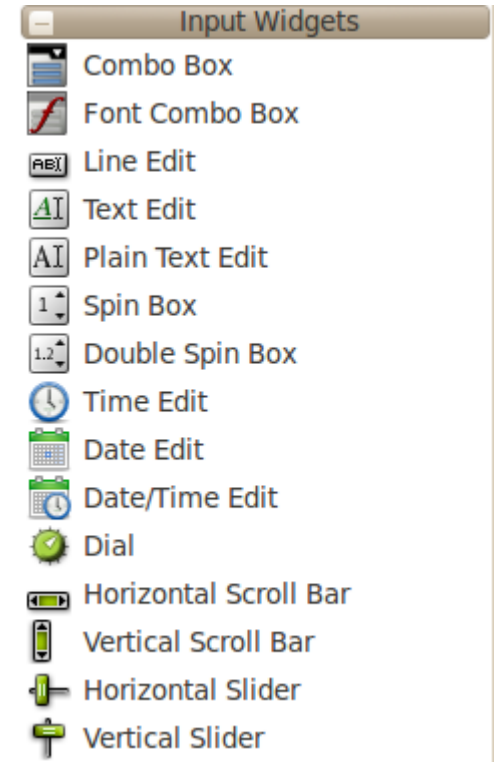 Input Widgets
Combo Box
Font Combo Box
Line Edit
Text Edit
Plain Text Edit
Spin Box
Double Spin Box
Time Edit
Date Edit
Date/Time Edit
Dial
Horizontal Scroll Bar
Vertical Scroll Bar
Horizontal Slider
Vertical Slider